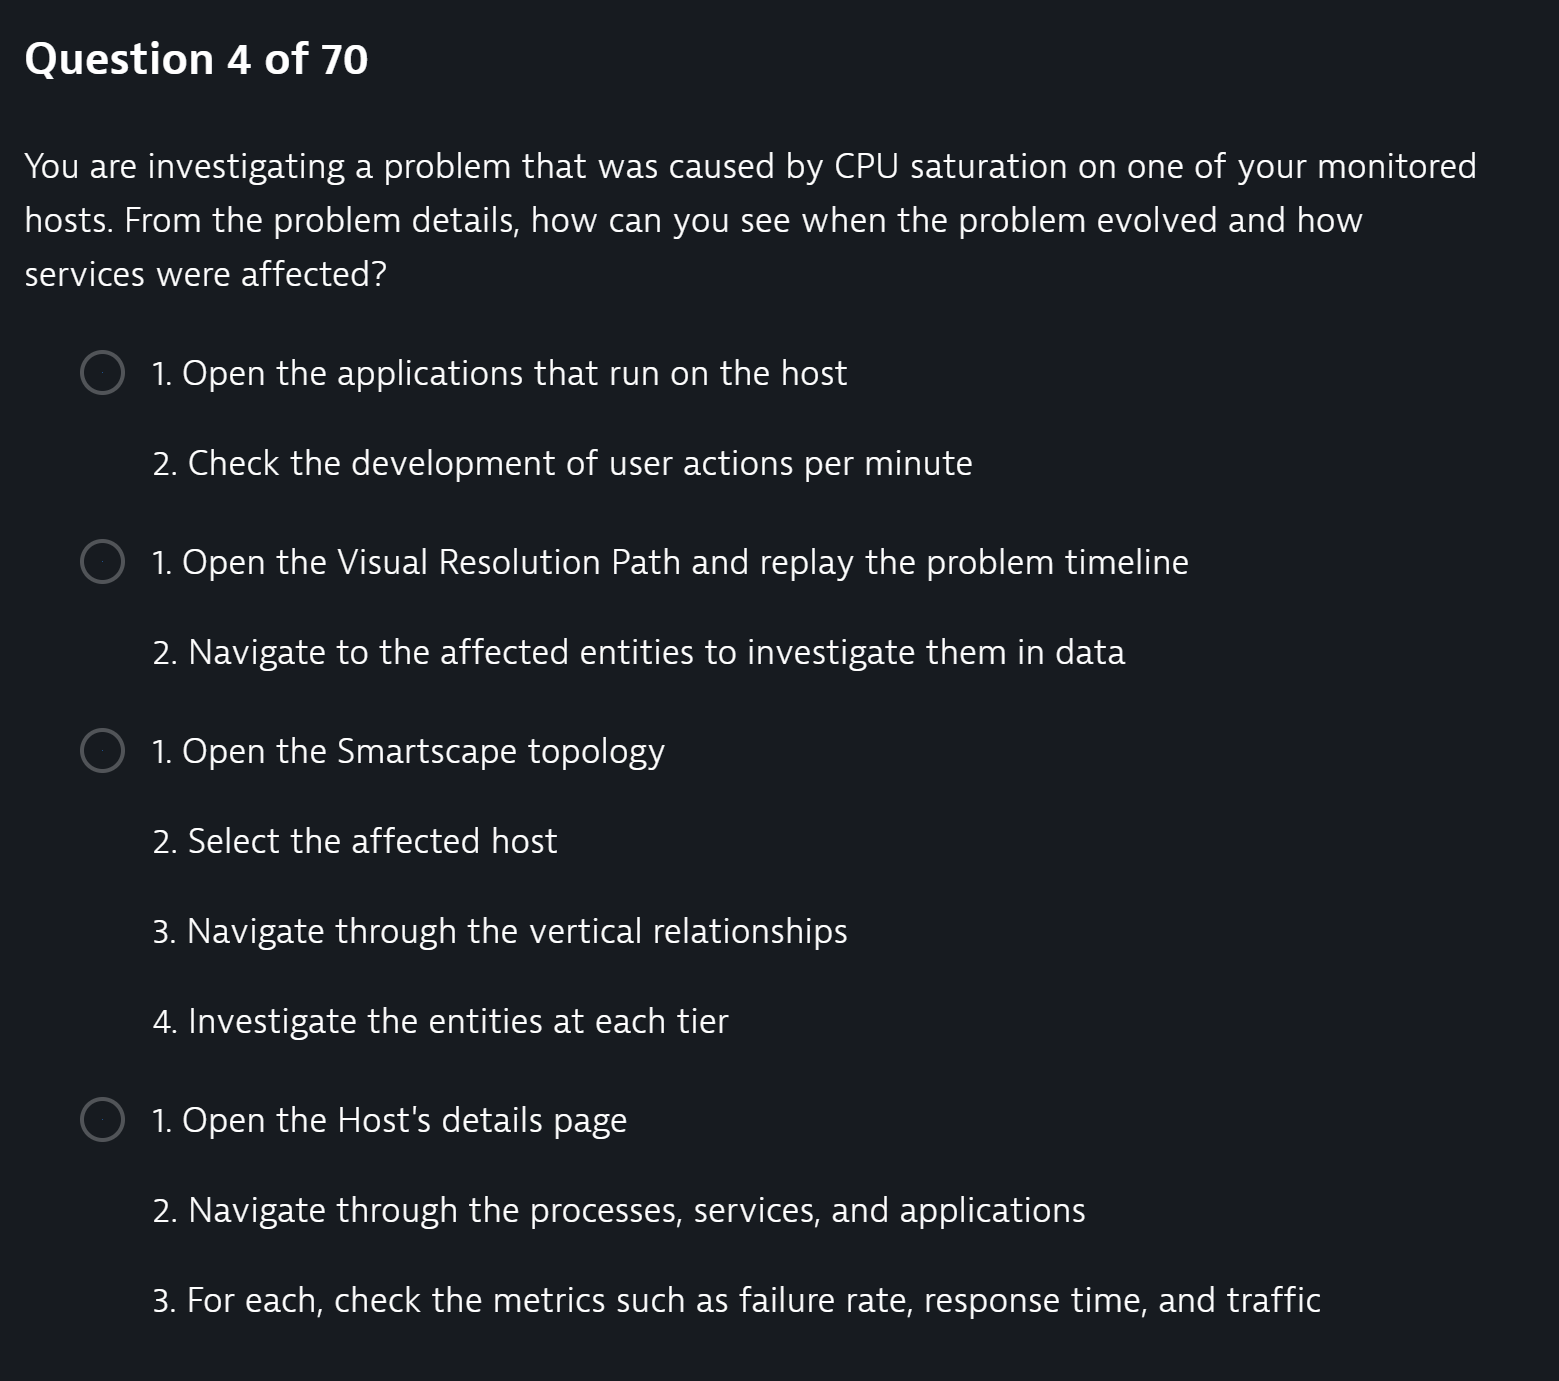 Question 4 of 70
You are investigating a problem that was caused by CPU saturation on one of your monitored
hosts. From the problem details, how can you see when the problem evolved and how
services were affected?
1. Open the applications that run on the host
2. Check the development of user actions per minute
1. Open the Visual Resolution Path and replay the problem timeline
2. Navigate to the affected entities to investigate them in data
1. Open the Smartscape topology
2. Select the affected host
3. Navigate through the vertical relationships
4. Investigate the entities at each tier
1. Open the Host's details page
2. Navigate through the processes, services, and applications
3. For each, check the metrics such as failure rate, response time, and traffic